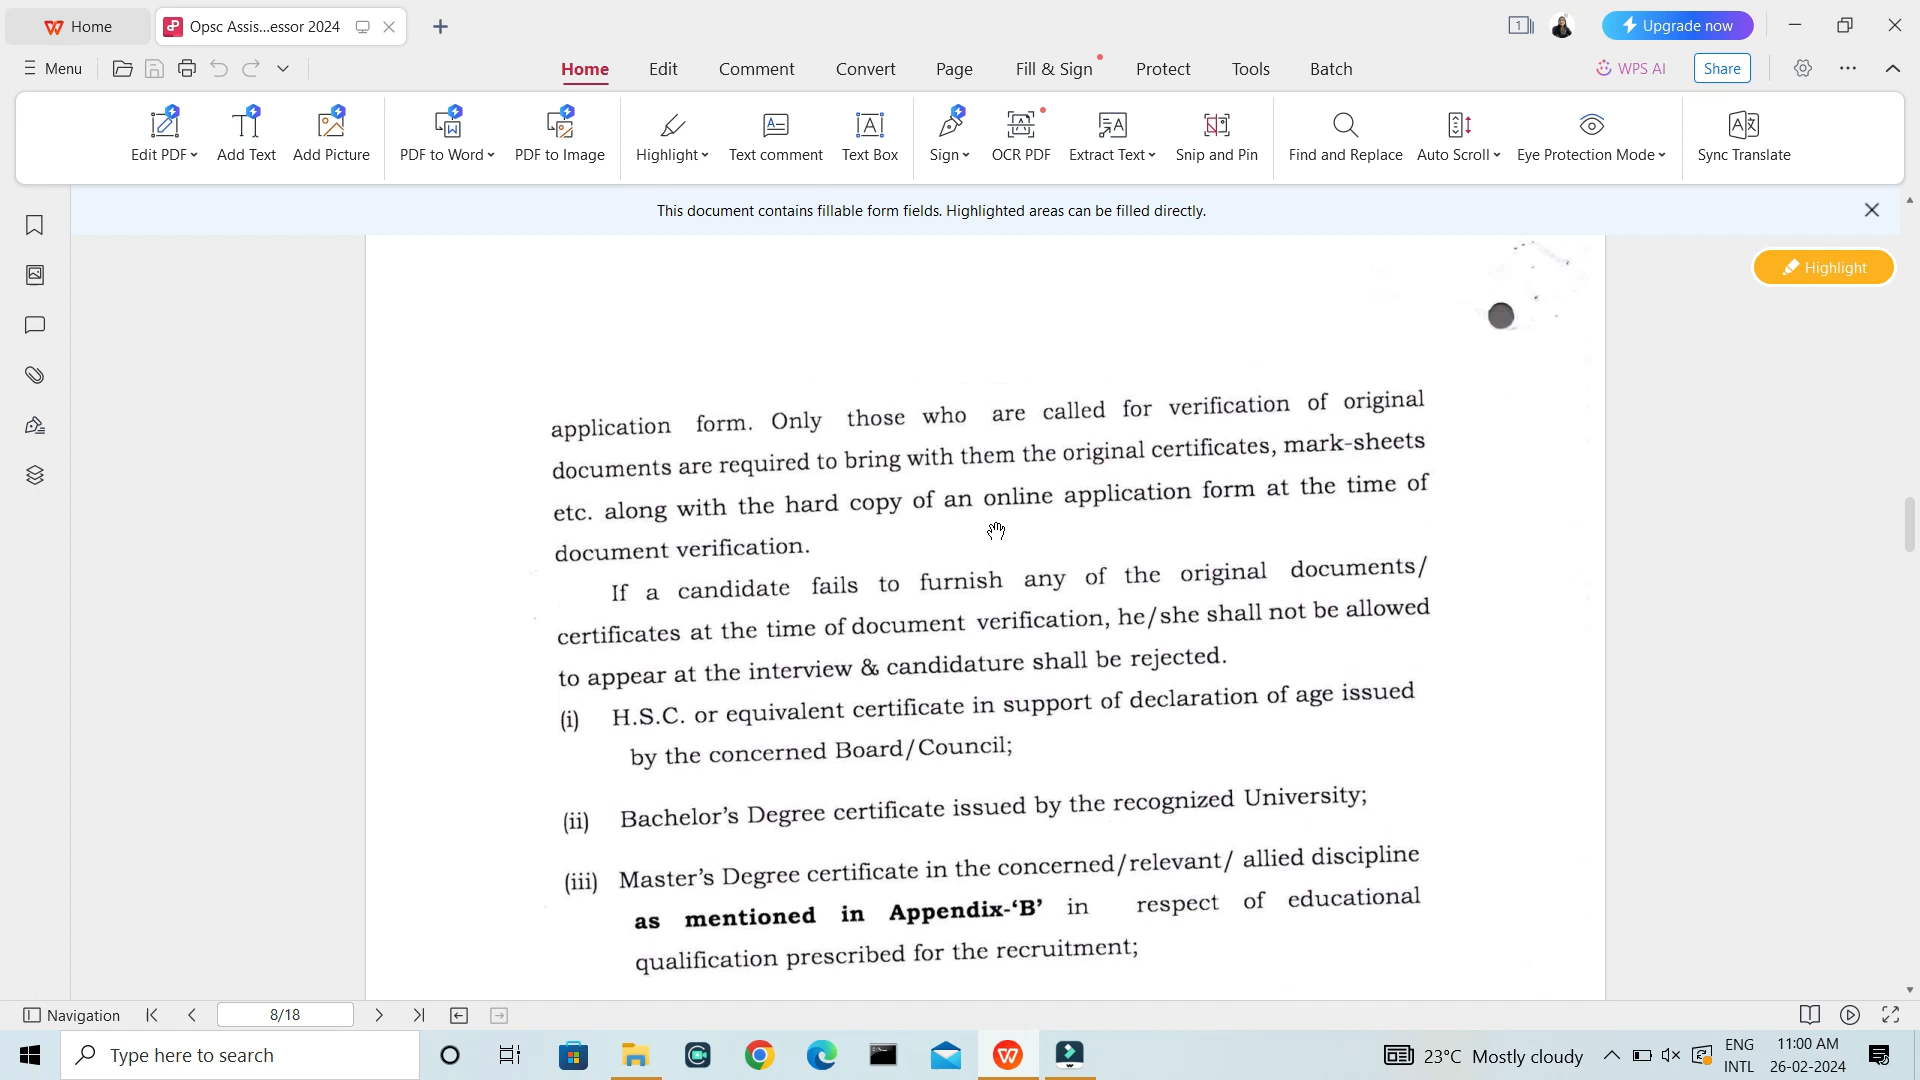 Home
Opsc Assis...essor 2024
1
Upgrade now
Menu
Home
Edit
Comment
Convert
Page
Fill & Sign
Protect
Tools
Batch
WPS AI
Share
Edit PDF
Add Text
Add Picture
PDF to Word
PDF to Image
Highlight
Text comment
Text Box
Sign
OCR PDF
Extract Text
Snip and Pin
Find and Replace
Auto Scroll
Eye Protection Mode
Sync Translate
This document contains fillable form fields. Highlighted areas can be filled directly.
Highlight
application form. Only those who are called for verification of original
documents are required to bring with them the original certificates, mark-sheets
etc. along with the hard copy of an online application form at the time of
document verification.
If a candidate fails to furnish any of the original documents/
certificates at the time of document verification, he/she shall not be allowed
to appear at the interview & candidature shall be rejected.
(i) H.S.C. or equivalent certificate in support of declaration of age issued
by the concerned Board/Council;
(ii) Bachelor's Degree certificate issued by the recognized University;
(iii) Master's Degree certificate in the concerned/relevant/ allied discipline
as mentioned in Appendix-'B' in respect of educational
qualification prescribed for the recruitment;
Navigation
8/18
Type here to search
23°C Mostly cloudy
ENG
INTL
11:00 AM
26-02-2024